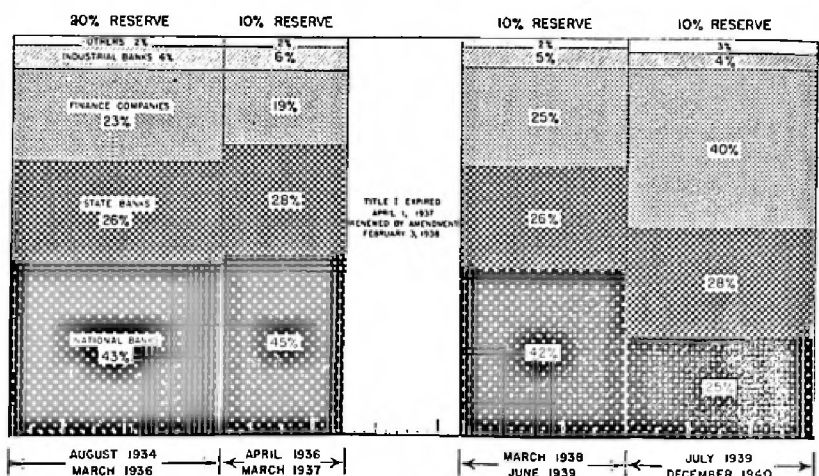 20% RESERVE
10% RESERVE
10% RESERVE
10% RESERVE
OTHERS 2%
2%
2%
3%
INDUSTRIAL BANKS 6%
6%
5%
4%
FINANCE COMPANIES
23%
19%
25%
40%
STATE BANKS
26%
28%
26%
28%
TITLE I EXPIRED
APRIL 1, 1937
RENEWED BY AMENDMENT
FEBRUARY 3, 1938
NATIONAL BANKS
43%
45%
42%
25%
AUGUST 1934
MARCH 1936
APRIL 1936
MARCH 1937
MARCH 1938
JUNE 1939
JULY 1939
DECEMBER 1940